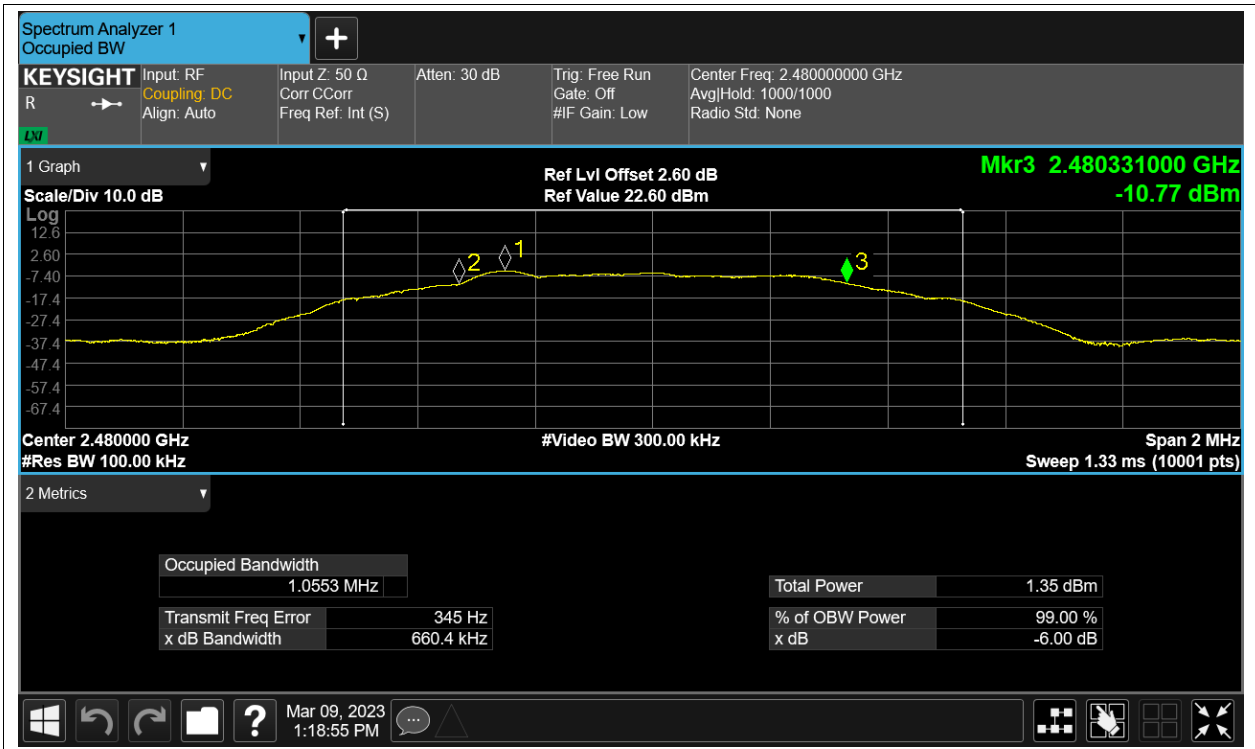 Spectrum Analyzer 1
Occupied BW
KEYSIGHT
R
LXI
Input: RF
Coupling: DC
Align: Auto
Input Z: 50 Ω
Corr CCorr
Freq Ref: Int (S)
Atten: 30 dB
Trig: Free Run
Gate: Off
#IF Gain: Low
Center Freq: 2.480000000 GHz
Avg|Hold: 1000/1000
Radio Std: None
1 Graph
Scale/Div 10.0 dB
Ref Lvl Offset 2.60 dB
Ref Value 22.60 dBm
Mkr3 2.480331000 GHz
-10.77 dBm
Log
12.6
2.60
-7.40
-17.4
-27.4
-37.4
-47.4
-57.4
-67.4
2
1
3
Center 2.480000 GHz
#Video BW 300.00 kHz
Span 2 MHz
#Res BW 100.00 kHz
Sweep 1.33 ms (10001 pts)
2 Metrics
Occupied Bandwidth
1.0553 MHz
Total Power 1.35 dBm
Transmit Freq Error 345 Hz
% of OBW Power 99.00 %
x dB Bandwidth 660.4 kHz
x dB -6.00 dB
?
Mar 09, 2023
1:18:55 PM